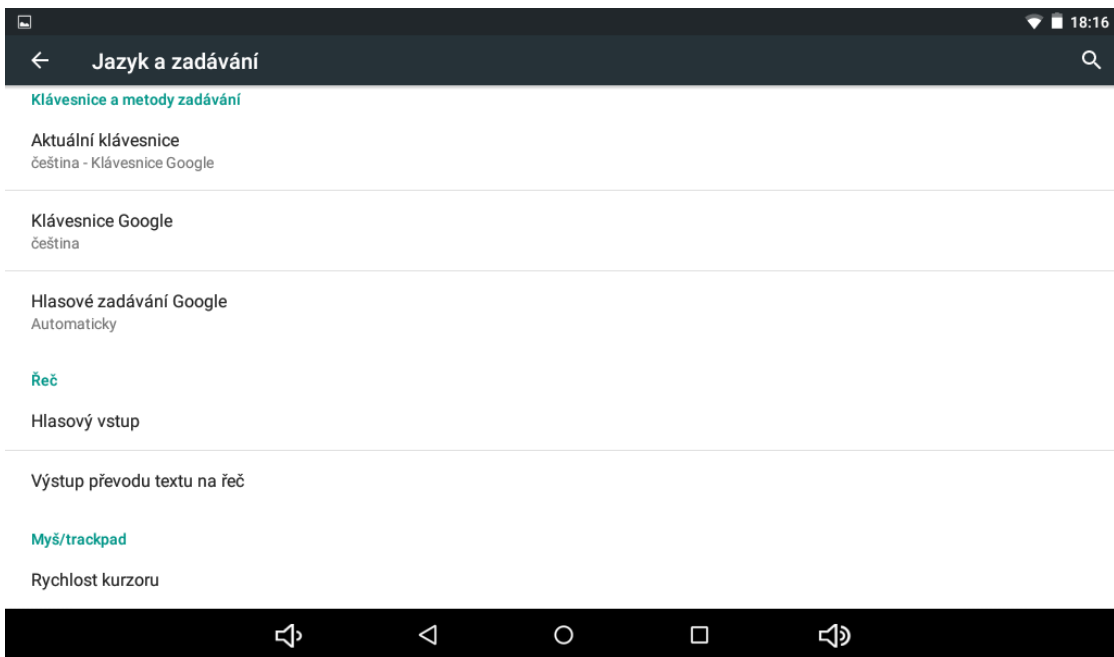 18:16
Jazyk a zadávání
Klávesnice a metody zadávání
Aktuální klávesnice
čeština - Klávesnice Google
Klávesnice Google
čeština
Hlasové zadávání Google
Automaticky
Řeč
Hlasový vstup
Výstup převodu textu na řeč
Myš/trackpad
Rychlost kurzoru